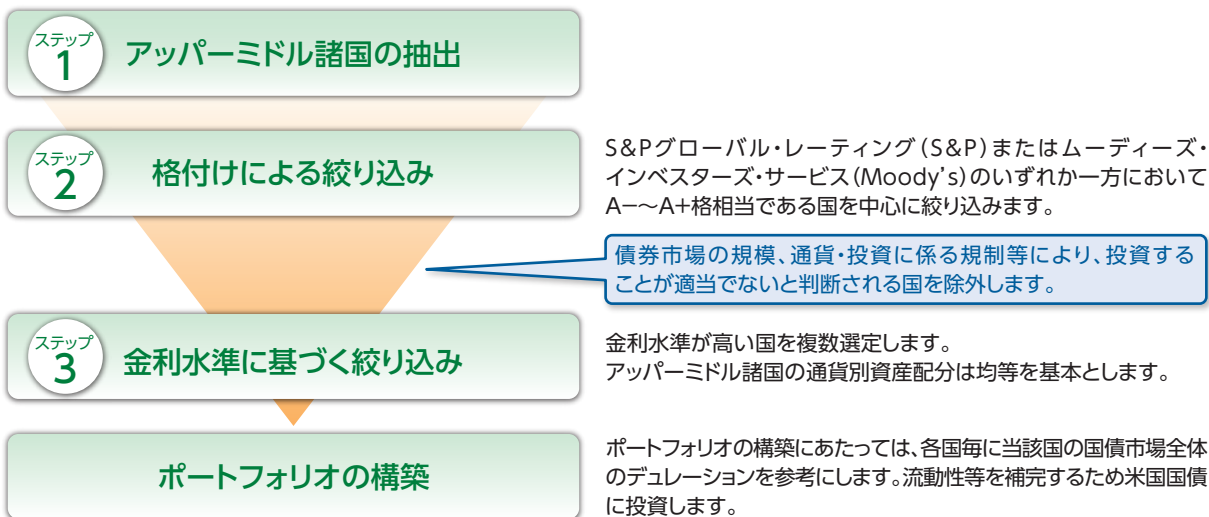 ステップ
1
アッパーミドル諸国の抽出
ステップ
2
格付けによる絞り込み
S&Pグローバル・レーティング(S&P)またはムーディーズ・
インベスターズ・サービス(Moody's)のいずれか一方において
A−〜A+格相当である国を中心に絞り込みます。
債券市場の規模、通貨・投資に係る規制等により、投資する
ことが適当でないと判断される国を除外します。
ステップ
3
金利水準に基づく絞り込み
金利水準が高い国を複数選定します。
アッパーミドル諸国の通貨別資産配分は均等を基本とします。
ポートフォリオの構築
ポートフォリオの構築にあたっては、各国毎に当該国の国債市場全体
のデュレーションを参考にします。流動性等を補完するため米国国債
に投資します。